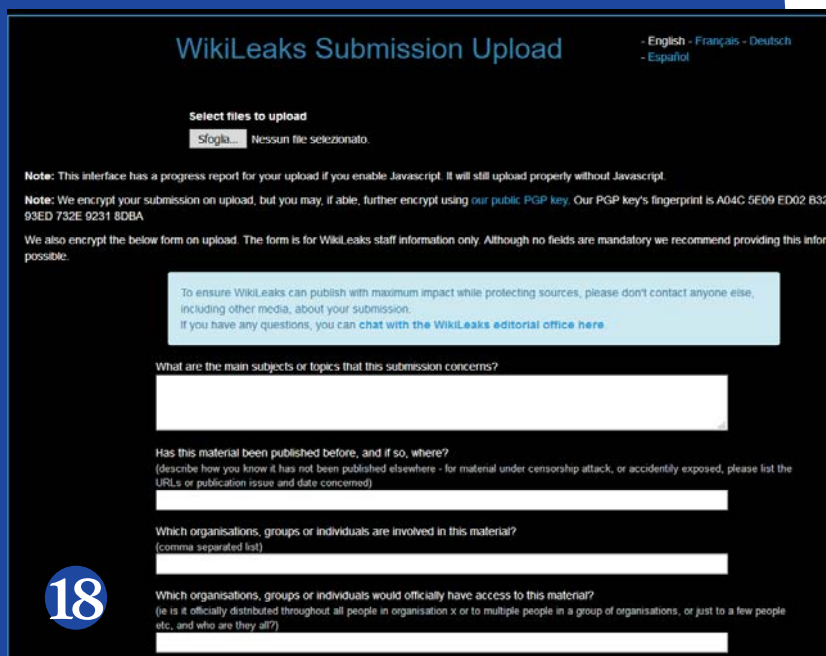 WikiLeaks Submission Upload
- English - Français - Deutsch
- Español
Select files to upload
Sfoglia... Nessun file selezionato.
Note: This interface has a progress report for your upload if you enable Javascript. It will still upload properly without Javascript.
Note: We encrypt your submission on upload, but you may, if able, further encrypt using our public PGP key. Our PGP key's fingerprint is A04C 5E09 ED02 B32
93ED 732E 9231 8DBA
We also encrypt the below form on upload. The form is for WikiLeaks staff information only. Although no fields are mandatory we recommend providing this infor
possible.
To ensure WikiLeaks can publish with maximum impact while protecting sources, please don't contact anyone else,
including other media, about your submission.
If you have any questions, you can chat with the WikiLeaks editorial office here.
What are the main subjects or topics that this submission concerns?
Has this material been published before, and if so, where?
(describe how you know it has not been published elsewhere - for material under censorship attack, or accidently exposed, please list the
URLs or publication issue and date concerned)
Which organisations, groups or individuals are involved in this material?
(comma separated list)
Which organisations, groups or individuals would officially have access to this material?
(ie is it officially distributed throughout all people in organisation x or to multiple people in a group of organisations, or just to a few people
etc, and who are they all?)
18